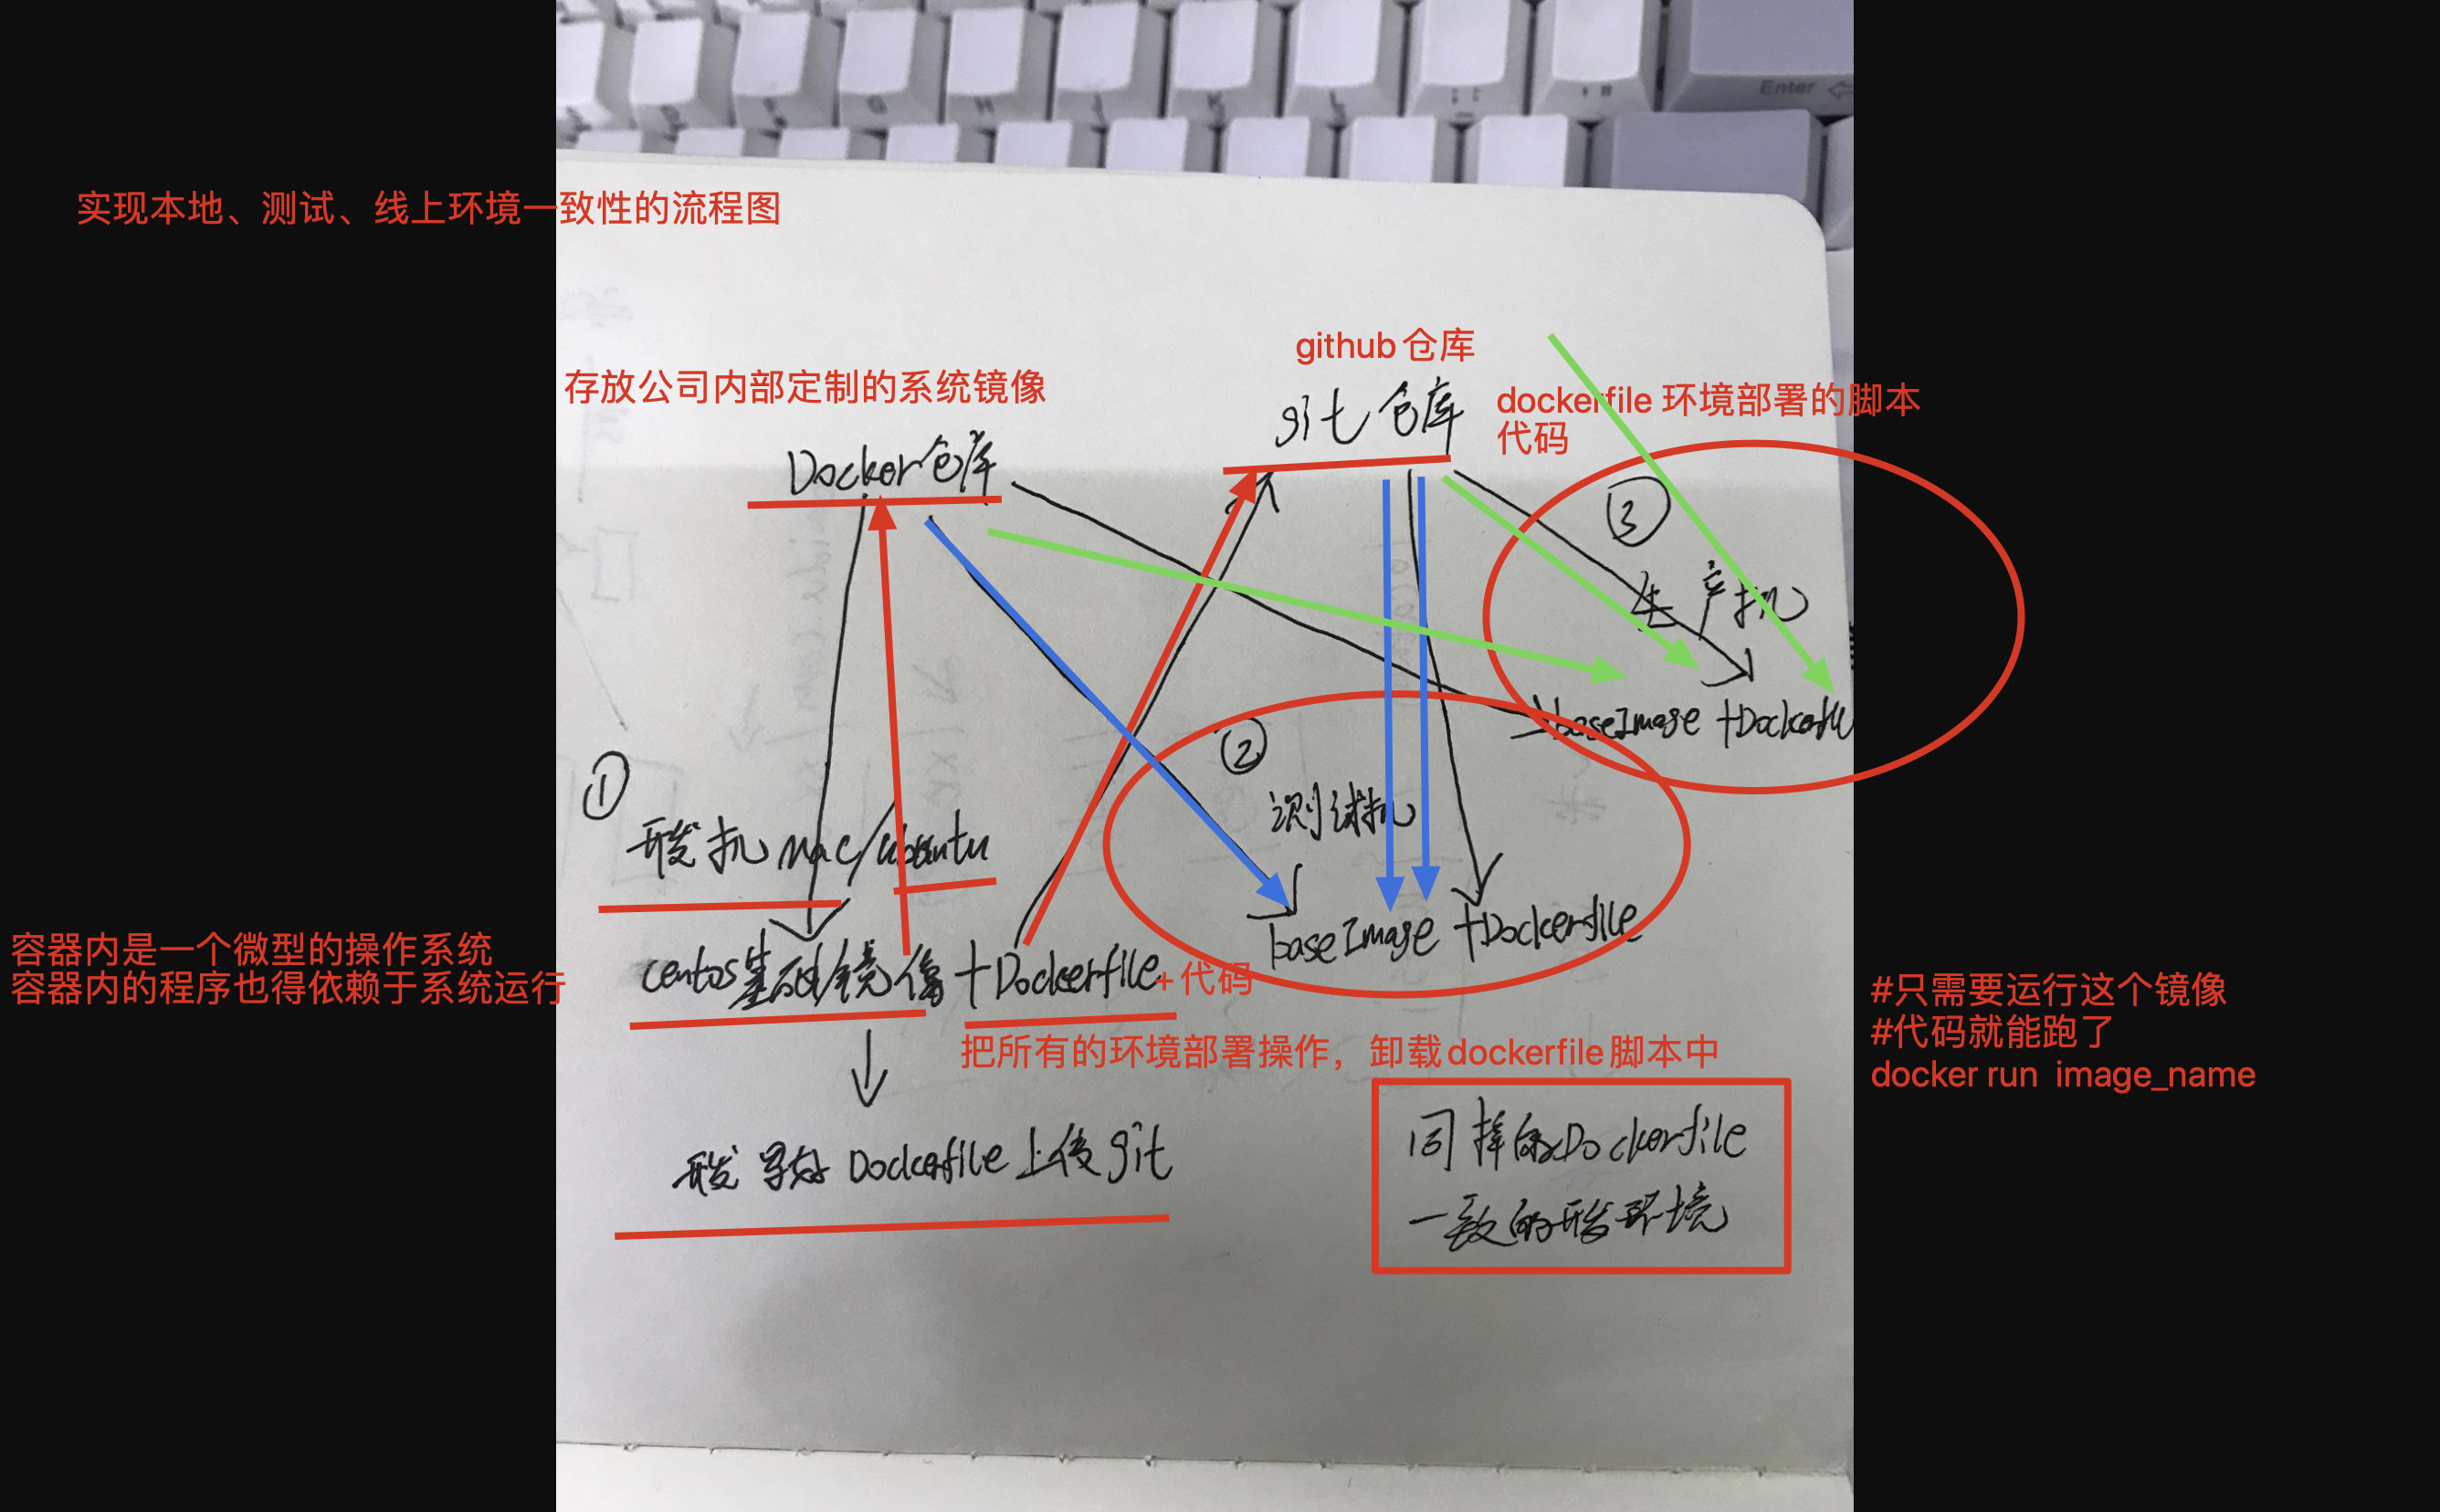 Enter
实现本地、测试、线上环境一致性的流程图
github仓库
存放公司内部定制的系统镜像
git仓库
dockerfile 环境部署的脚本
代码
Docker仓库
③
生产机
baseImage +Dockerfile
②
①
测试机
开发机 mac/ubuntu
baseImage +Dockerfile
容器内是一个微型的操作系统
容器内的程序也得依赖于系统运行
centos基础镜像 +Dockerfile +代码
#只需要运行这个镜像
#代码就能跑了
docker run image_name
把所有的环境部署操作，卸载dockerfile脚本中
开发 写好 Dockerfile 上传git
同样的Dockerfile
一致的开发环境